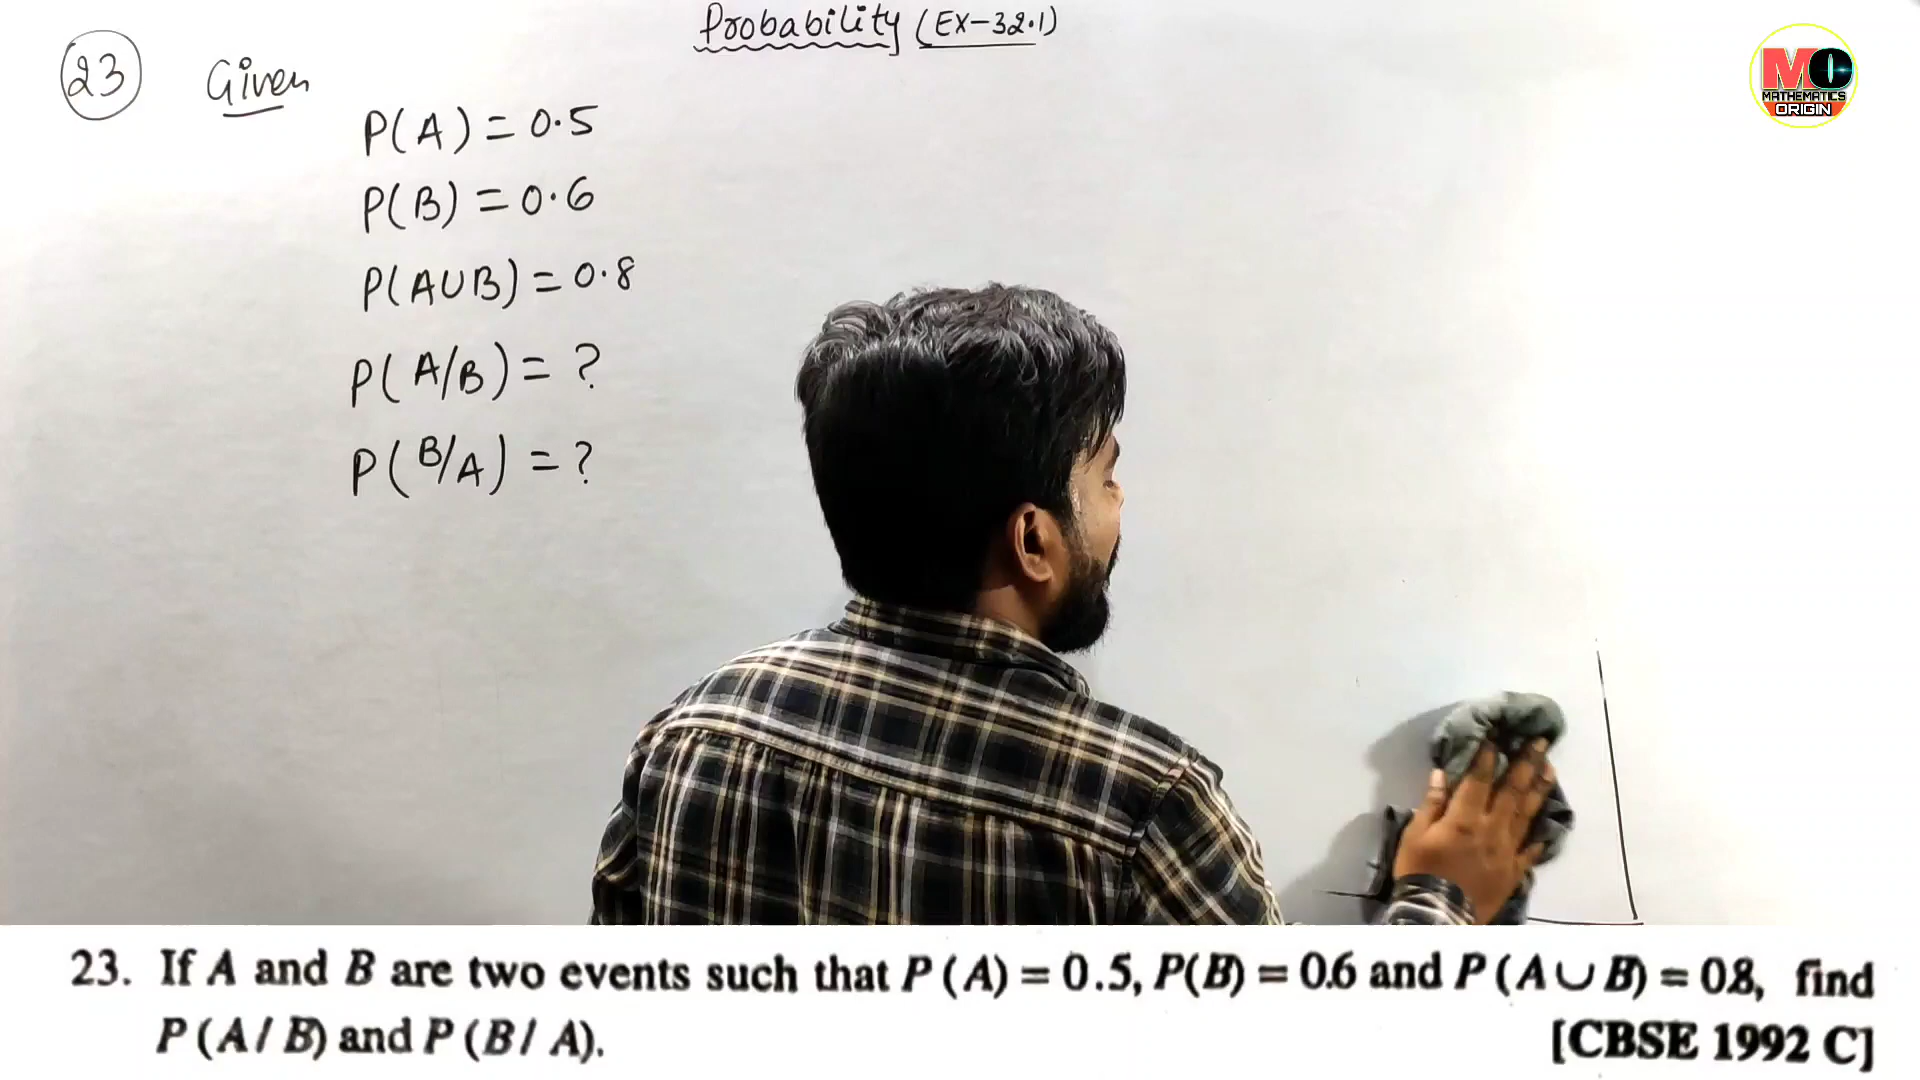 Probability (EX-32.1)
MO
MATHEMATICS
ORIGIN
23 Given
P(A) = 0.5
P(B) = 0.6
P(A∪B) = 0.8
P(A/B) = ?
P(B/A) = ?
23. If A and B are two events such that P (A) = 0.5, P(B) = 0.6 and P (A ∪ B) = 0.8, find
P (A / B) and P (B / A). [CBSE 1992 C]